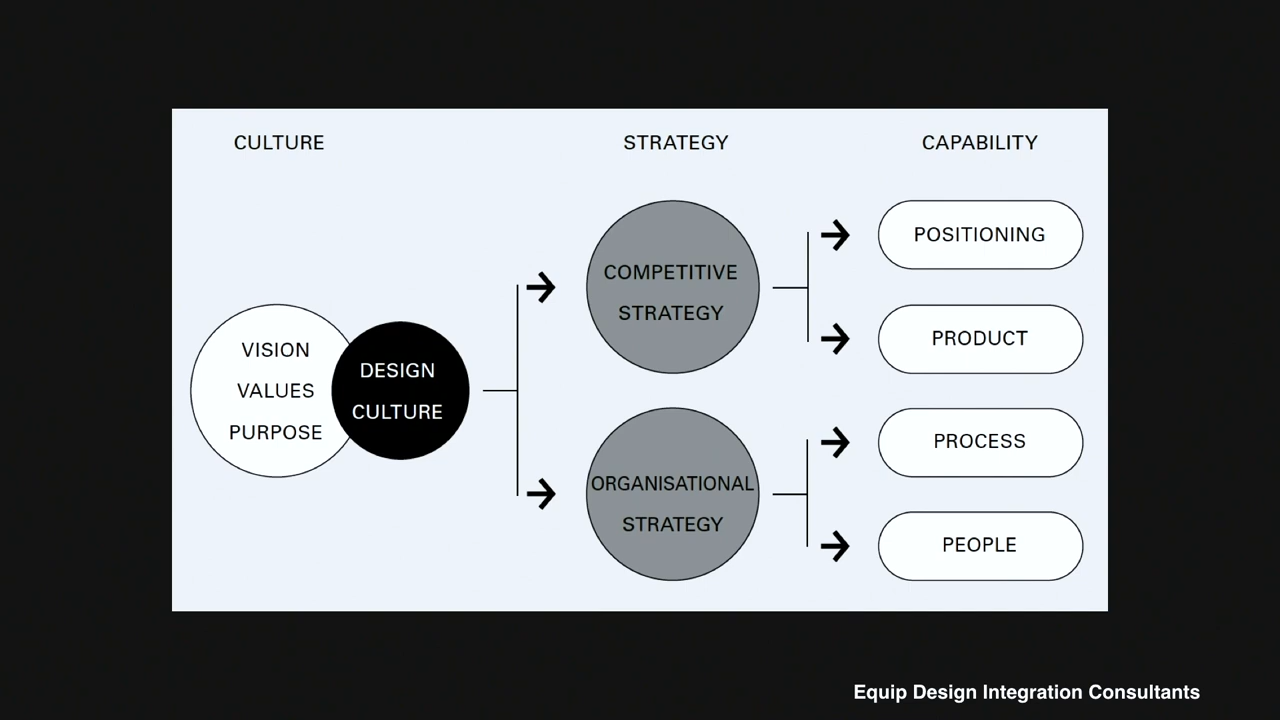 CULTURE
STRATEGY
CAPABILITY
VISION
VALUES
PURPOSE
DESIGN
CULTURE
COMPETITIVE
STRATEGY
ORGANISATIONAL
STRATEGY
POSITIONING
PRODUCT
PROCESS
PEOPLE
Equip Design Integration Consultants